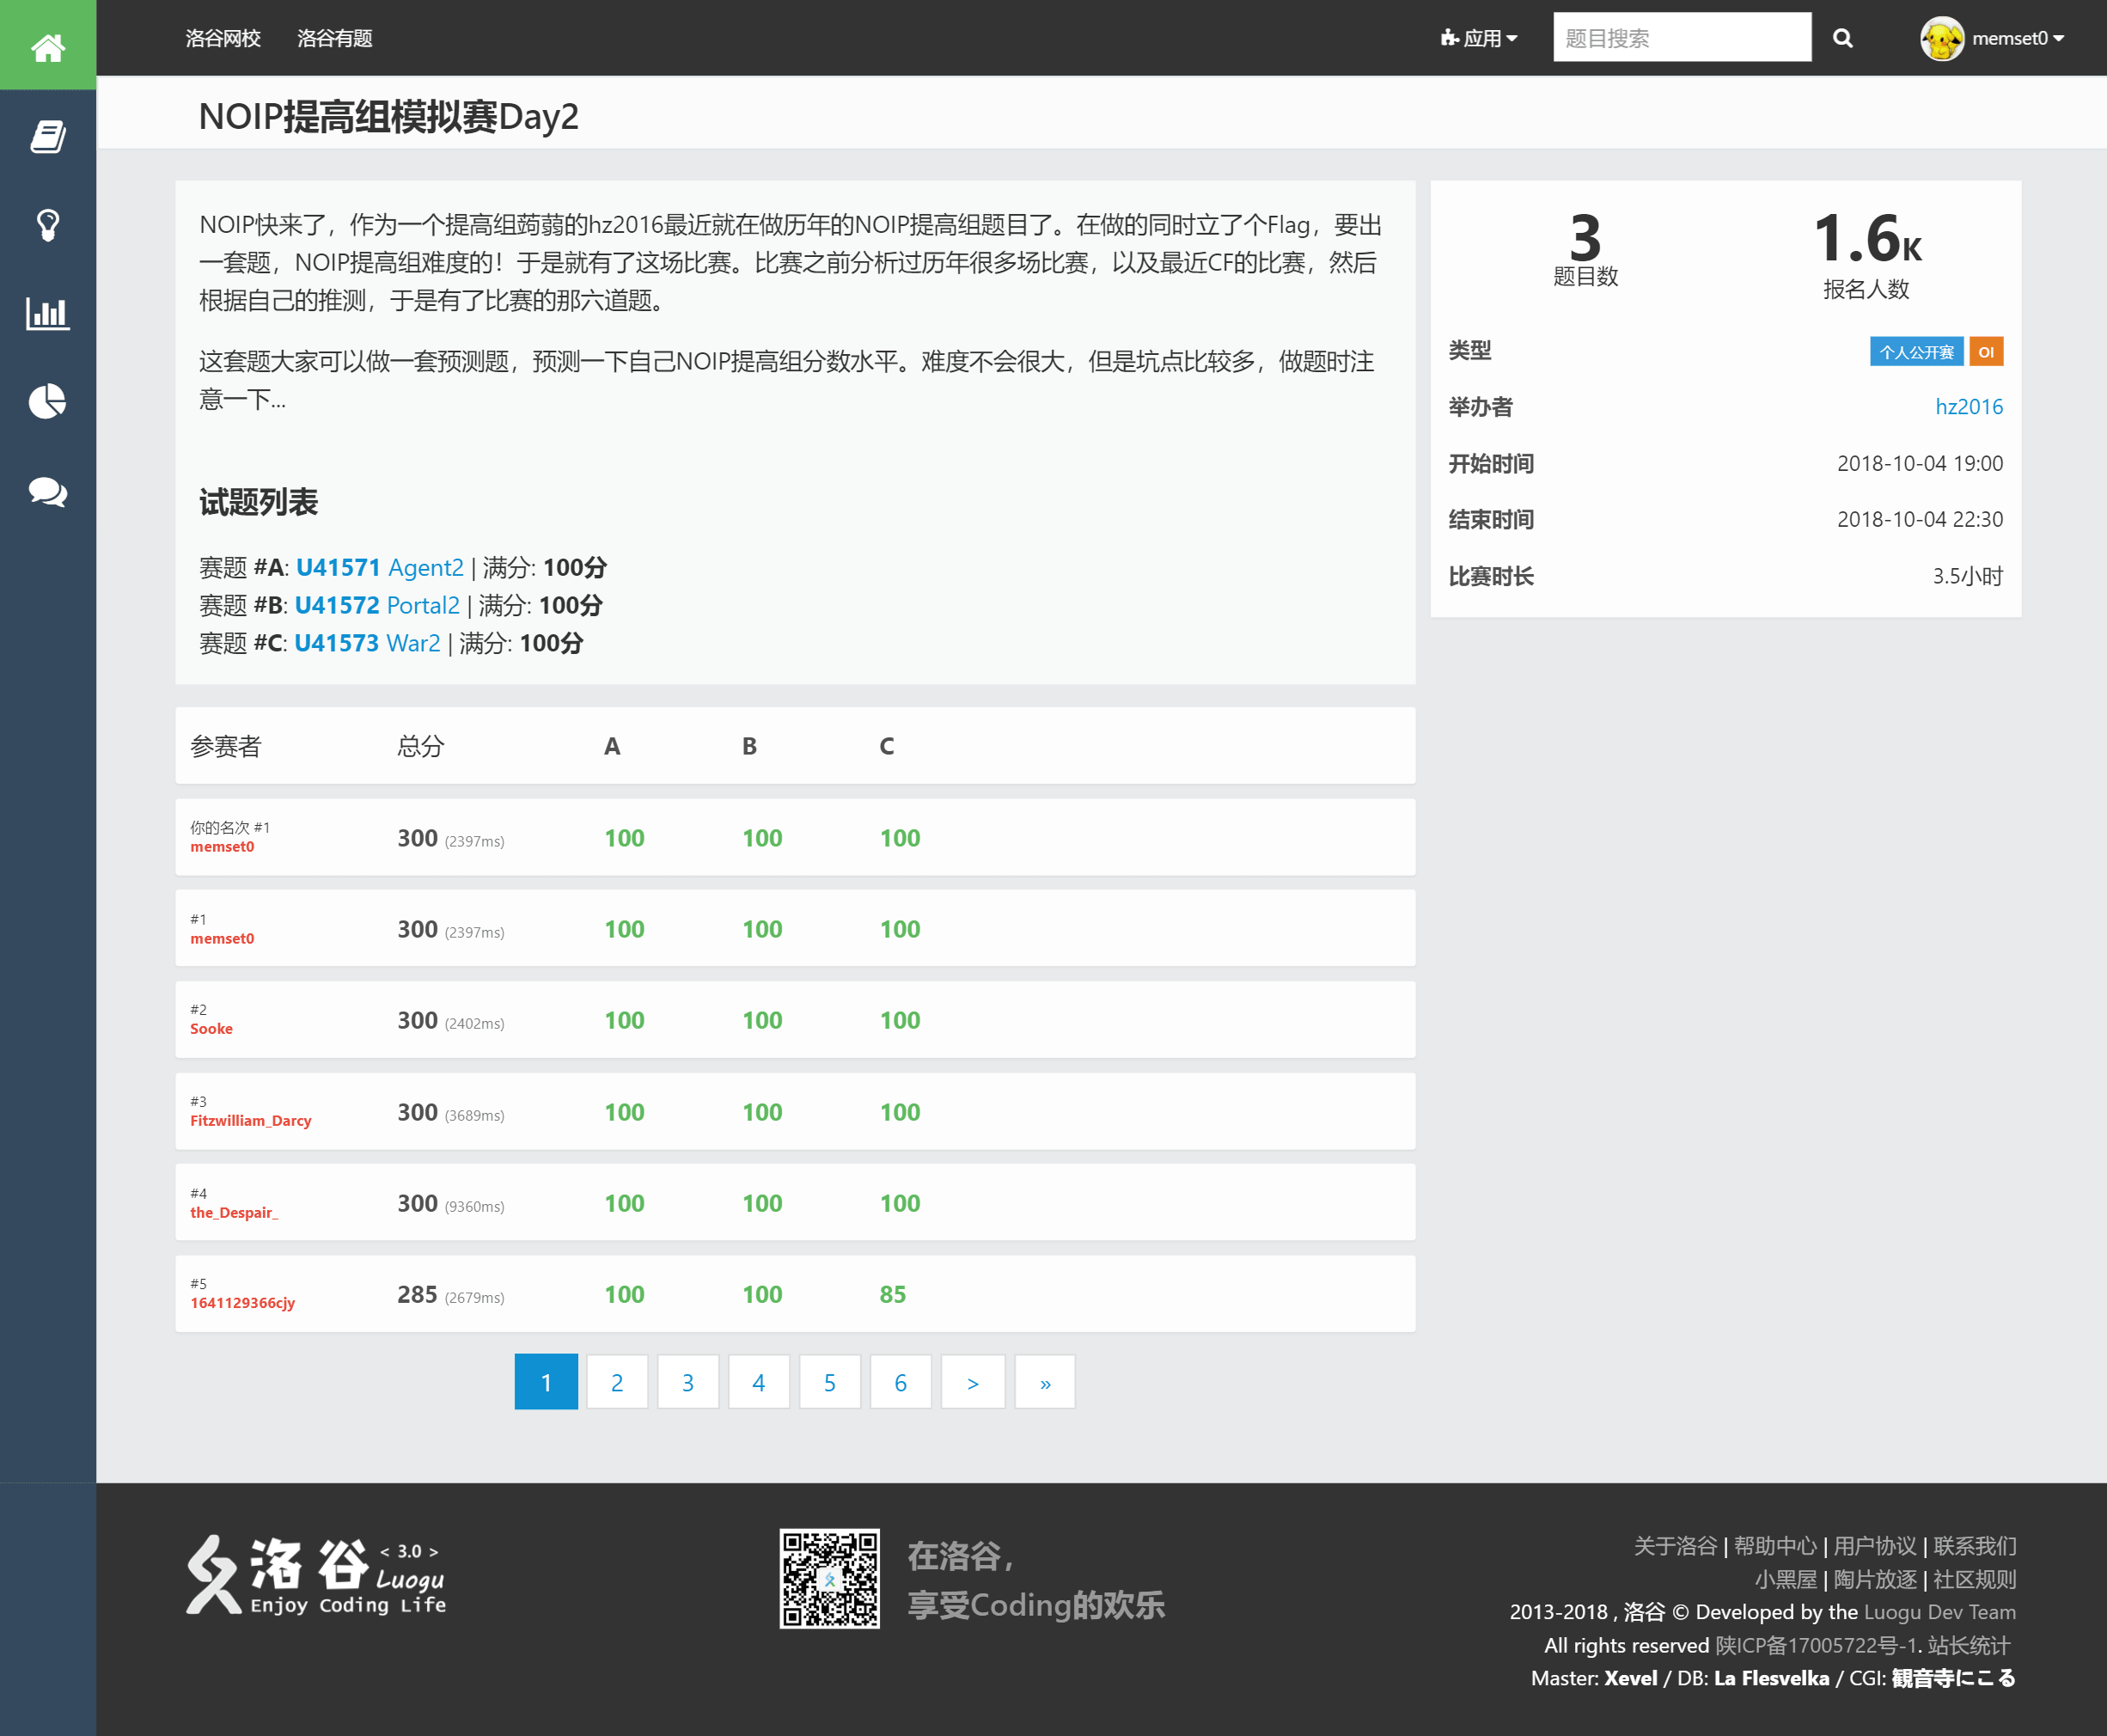 洛谷网校 洛谷有题 应用 题目搜索 memset0
NOIP提高组模拟赛Day2
NOIP快来了，作为一个提高组蒟蒻的hz2016最近就在做历年的NOIP提高组题目了。在做的同时立了个Flag，要出
一套题，NOIP提高组难度的！于是就有了这场比赛。比赛之前分析过历年很多场比赛，以及最近CF的比赛，然后
根据自己的推测，于是有了比赛的那六道题。
这套题大家可以做一套预测题，预测一下自己NOIP提高组分数水平。难度不会很大，但是坑点比较多，做题时注
意一下...
试题列表
赛题 #A: U41571 Agent2 | 满分: 100分
赛题 #B: U41572 Portal2 | 满分: 100分
赛题 #C: U41573 War2 | 满分: 100分
3 1.6K
题目数 报名人数
类型 个人公开赛 OI
举办者 hz2016
开始时间 2018-10-04 19:00
结束时间 2018-10-04 22:30
比赛时长 3.5小时
参赛者 总分 A B C
你的名次 #1
memset0 300 (2397ms) 100 100 100
#1
memset0 300 (2397ms) 100 100 100
#2
Sooke 300 (2402ms) 100 100 100
#3
Fitzwilliam_Darcy 300 (3689ms) 100 100 100
#4
the_Despair_ 300 (9360ms) 100 100 100
#5
1641129366cjy 285 (2679ms) 100 100 85
1 2 3 4 5 6 > »
洛谷 < 3.0 >
Luogu
Enjoy Coding Life
在洛谷，
享受Coding的欢乐
关于洛谷 | 帮助中心 | 用户协议 | 联系我们
小黑屋 | 陶片放逐 | 社区规则
2013-2018 , 洛谷 © Developed by the Luogu Dev Team
All rights reserved 陕ICP备17005722号-1. 站长统计
Master: Xevel / DB: La Flesvelka / CGI: 観音寺にこる